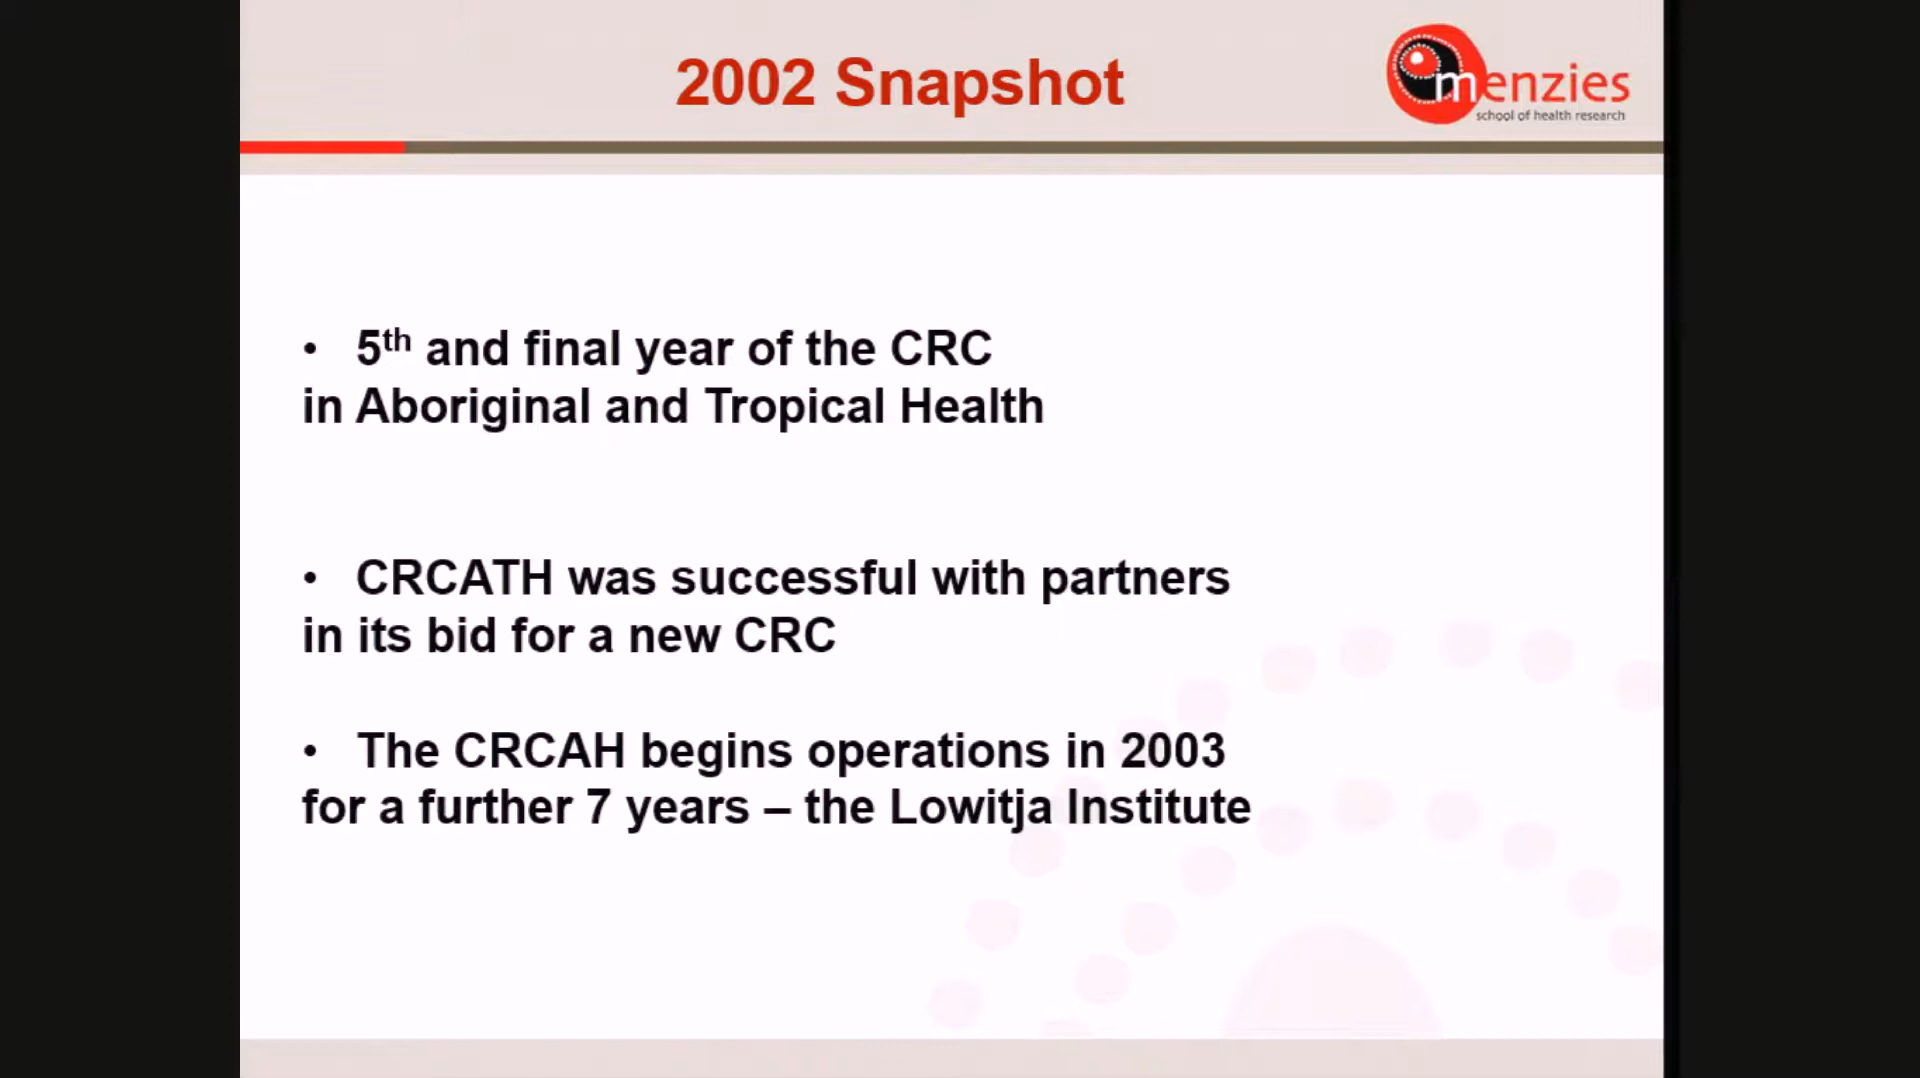 2002 Snapshot
menzies
school of health research
• 5th and final year of the CRC
in Aboriginal and Tropical Health
• CRCATH was successful with partners
in its bid for a new CRC
• The CRCAH begins operations in 2003
for a further 7 years – the Lowitja Institute